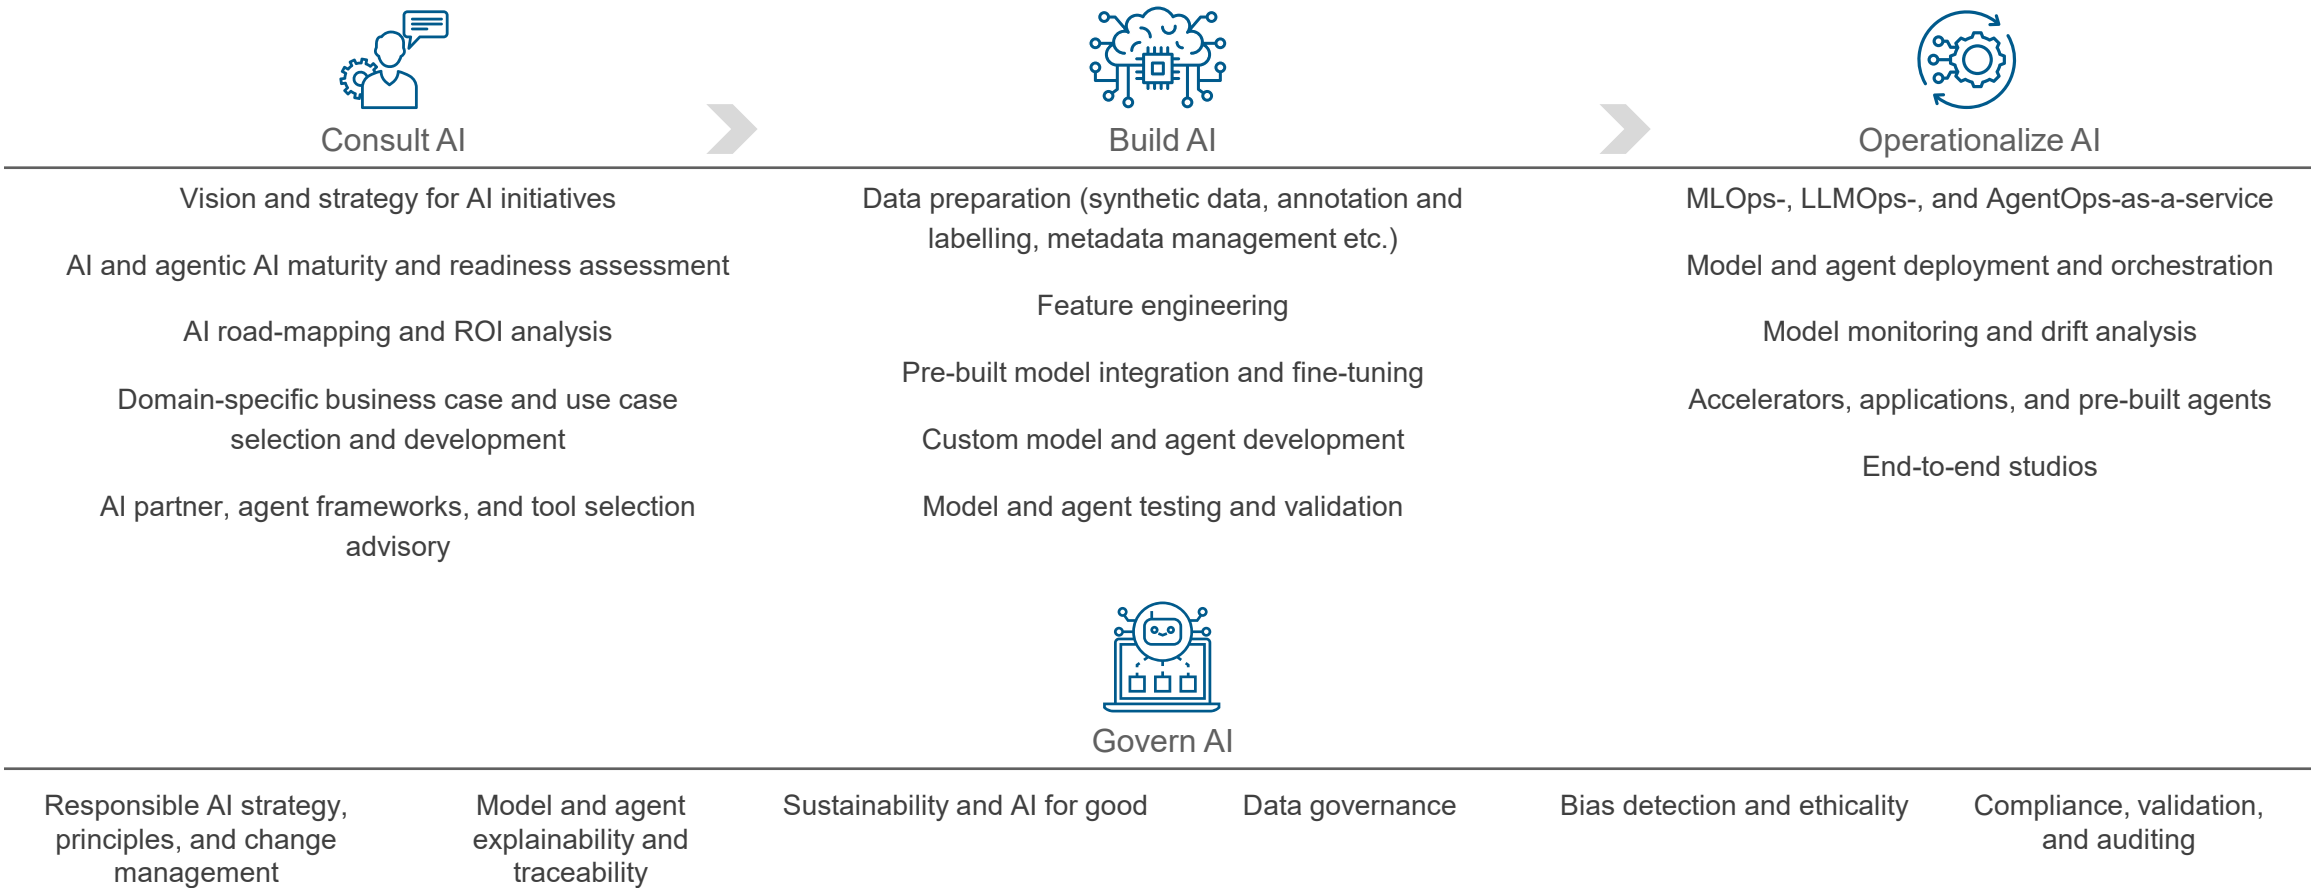 Consult AI
Build AI
Operationalize AI
Vision and strategy for AI initiatives
AI and agentic AI maturity and readiness assessment
AI road-mapping and ROI analysis
Domain-specific business case and use case
selection and development
AI partner, agent frameworks, and tool selection
advisory
Data preparation (synthetic data, annotation and
labelling, metadata management etc.)
Feature engineering
Pre-built model integration and fine-tuning
Custom model and agent development
Model and agent testing and validation
MLOps-, LLMOps-, and AgentOps-as-a-service
Model and agent deployment and orchestration
Model monitoring and drift analysis
Accelerators, applications, and pre-built agents
End-to-end studios
Govern AI
Responsible AI strategy,
principles, and change
management
Model and agent
explainability and
traceability
Sustainability and AI for good
Data governance
Bias detection and ethicality
Compliance, validation,
and auditing